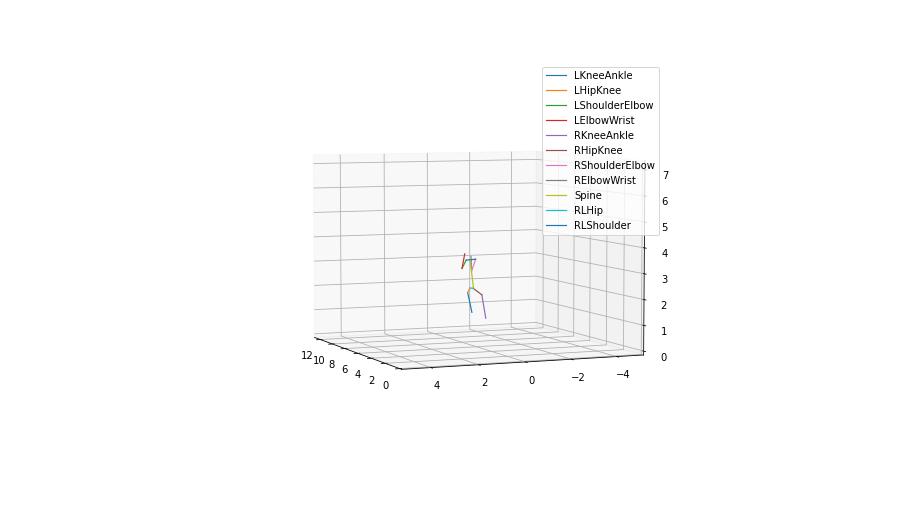 LKneeAnkle
LHipKnee
LShoulderElbow
LElbowWrist
RKneeAnkle
RHipKnee
RShoulderElbow
RElbowWrist
Spine
RLHip
RLShoulder
7
6
5
4
3
2
1
0
12 10 8 6 4 2 0
4 2 0 −2 −4